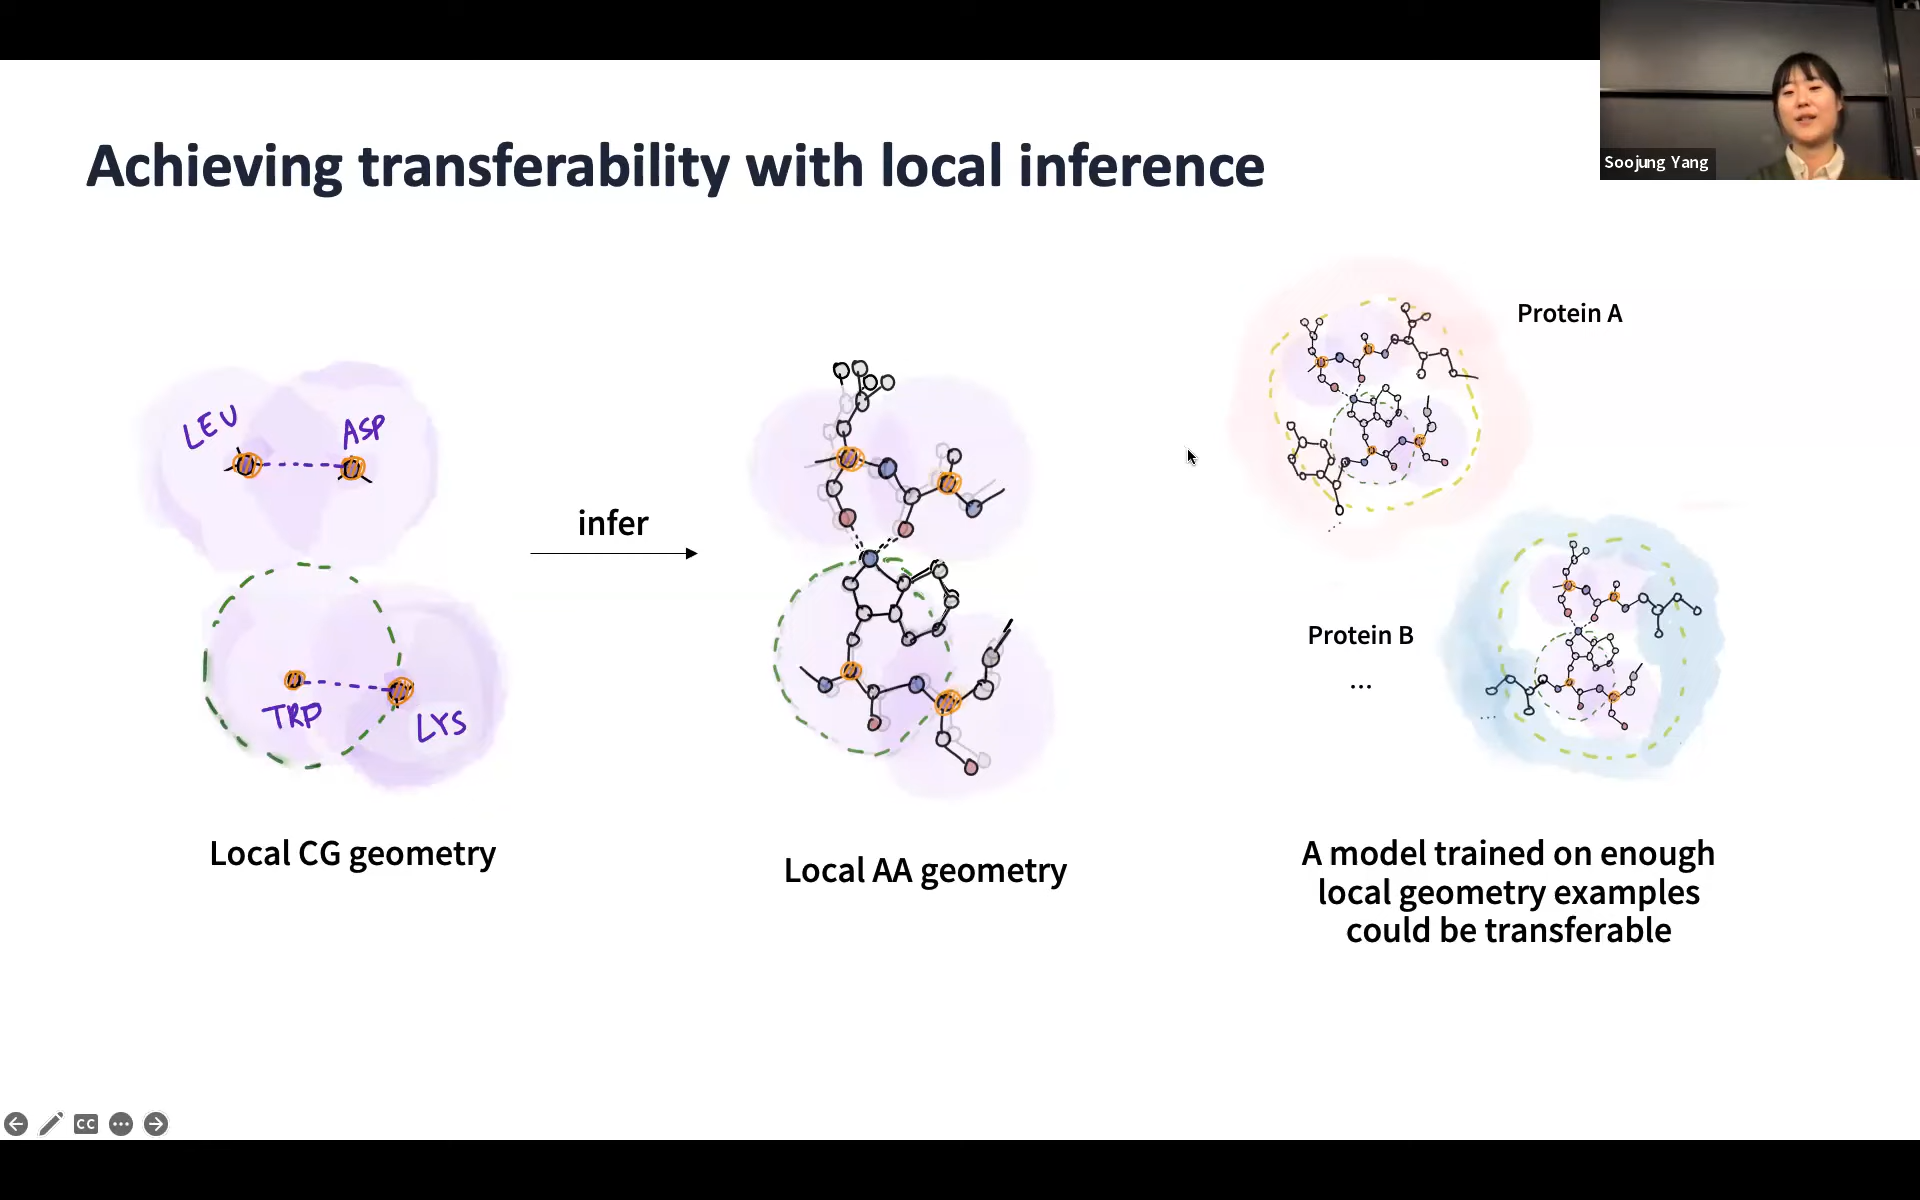 Soojung Yang
Achieving transferability with local inference
LEU
ASP
TRP
LYS
infer
Protein A
Protein B
...
Local CG geometry
Local AA geometry
A model trained on enough
local geometry examples
could be transferable
CC